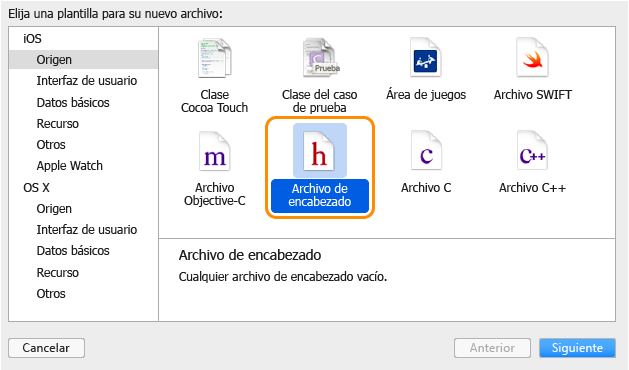 Elija una plantilla para su nuevo archivo:
iOS
Origen
Interfaz de usuario
Datos básicos
Recurso
Otros
Apple Watch
OS X
Origen
Interfaz de usuario
Datos básicos
Recurso
Otros
Clase
Cocoa Touch
Prueba
Clase del caso
de prueba
Área de juegos
Archivo SWIFT
m
Archivo
Objective-C
h
Archivo de
encabezado
c
Archivo C
C++
Archivo C++
Archivo de encabezado
Cualquier archivo de encabezado vacío.
Cancelar
Anterior
Siguiente